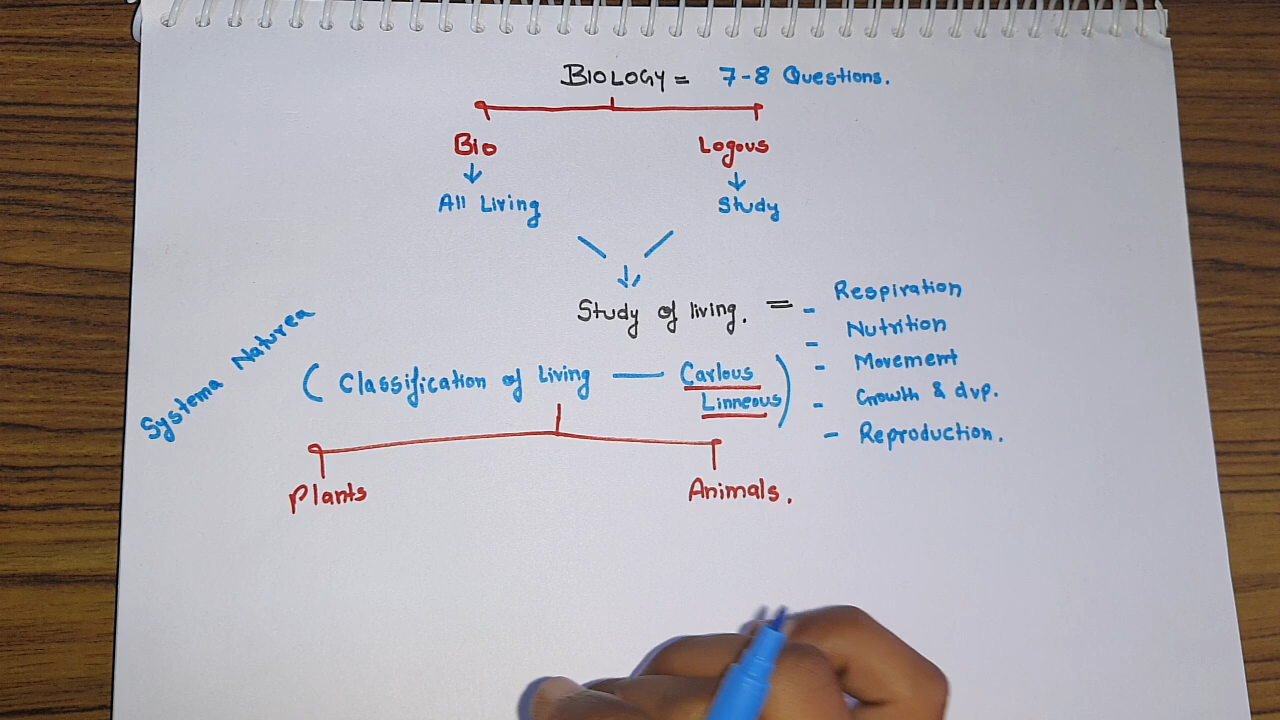 BIOLOGY = 7-8 Questions.
Bio Logous
All Living Study
Study of living. = - Respiration
- Nutrition
- Movement
- Growth & dvp.
- Reproduction.
Systema Naturea
( Classification of Living — Carlous
Linneous )
Plants Animals.